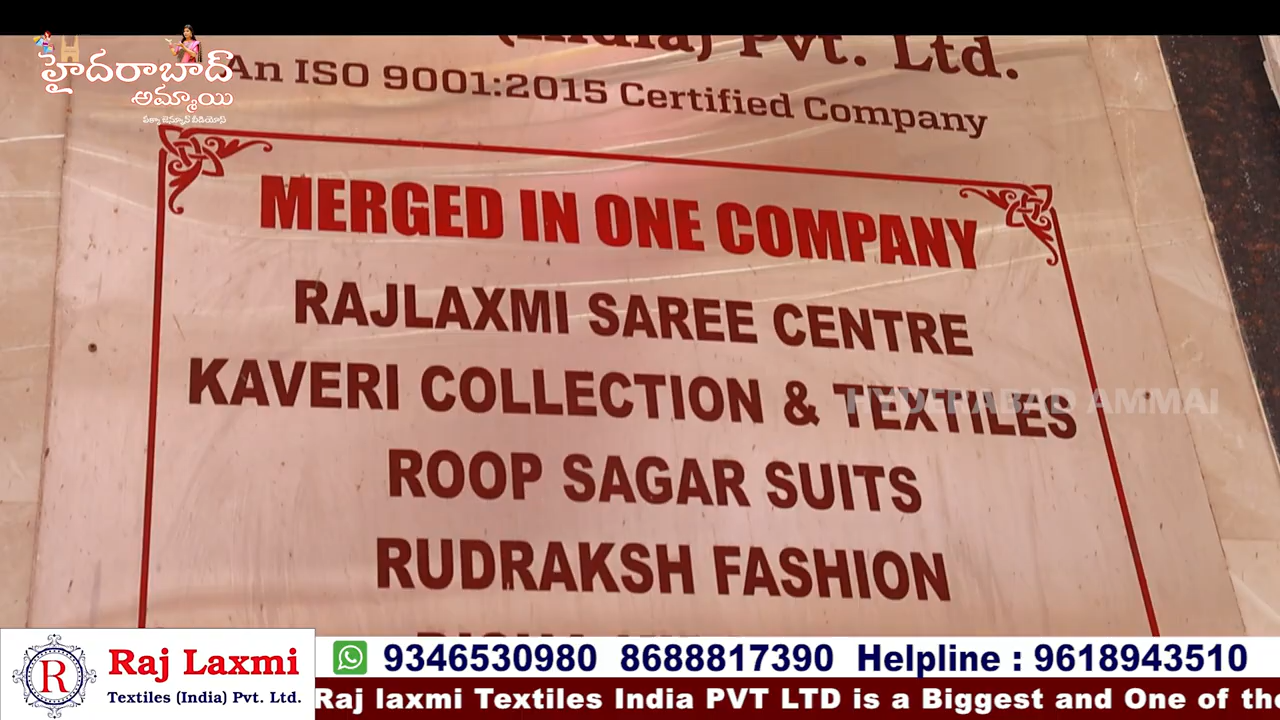 హైదరాబాద్
అమ్మాయి
పక్కా జెన్యూన్ వీడియోస్
(India) Pvt. Ltd.
An ISO 9001:2015 Certified Company
MERGED IN ONE COMPANY
RAJLAXMI SAREE CENTRE
KAVERI COLLECTION & TEXTILES
HYDERABAD AMMAI
ROOP SAGAR SUITS
RUDRAKSH FASHION
R
Raj Laxmi
Textiles (India) Pvt. Ltd.
9346530980 8688817390 Helpline : 9618943510
Raj laxmi Textiles India PVT LTD is a Biggest and One of the